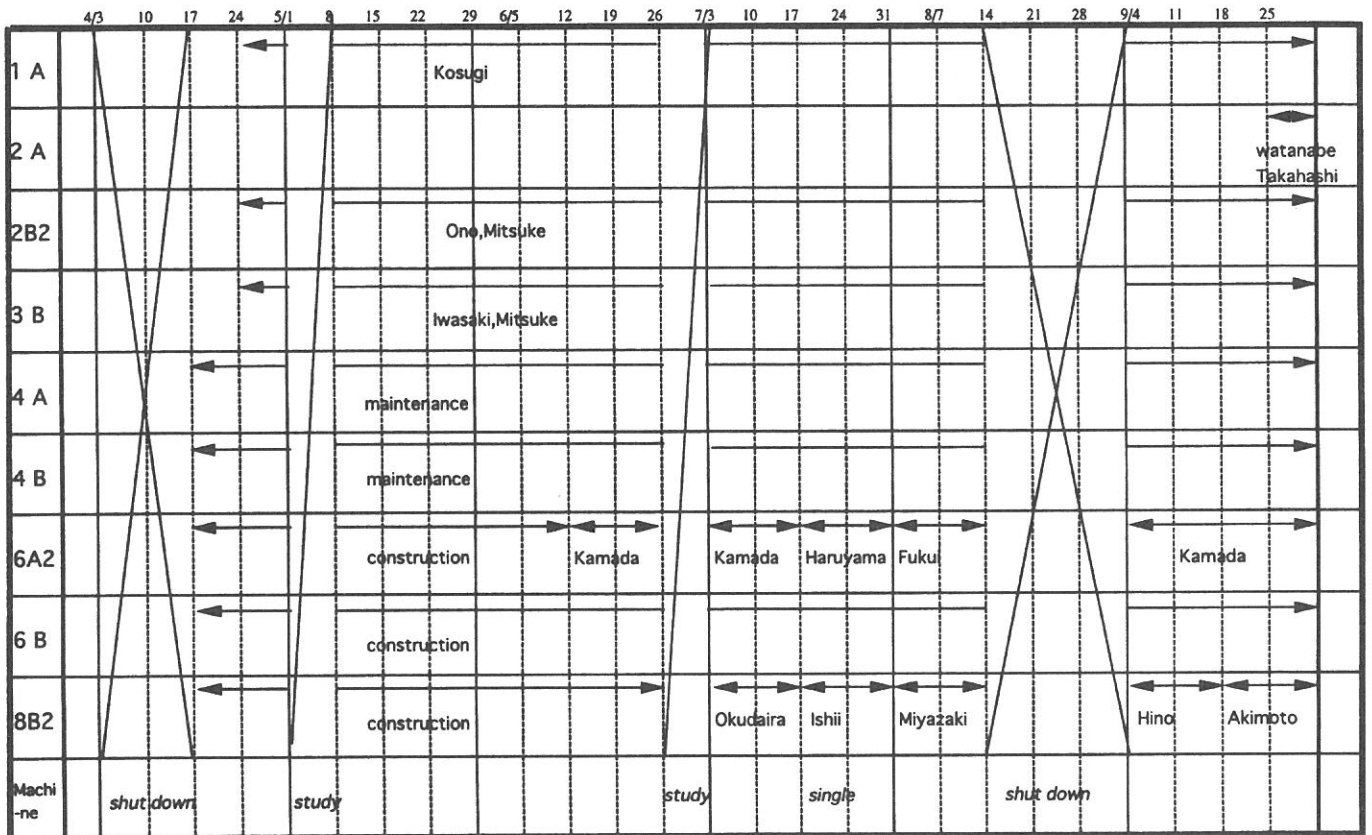 4/3 10 17 24 5/1 8 15 22 29 6/5 12 19 26 7/3 10 17 24 31 8/7 14 21 28 9/4 11 18 25
1 A
Kosugi
2 A
watanabe
Takahashi
2B2
Ono,Mitsuke
3 B
Iwasaki,Mitsuke
4 A
maintenance
4 B
maintenance
6A2 construction Kamada Kamada Haruyama Fukui Kamada
6 B
construction
8B2 construction Okudaira Ishii Miyazaki Hino Akimoto
Machi
-ne
shut down study study single shut down